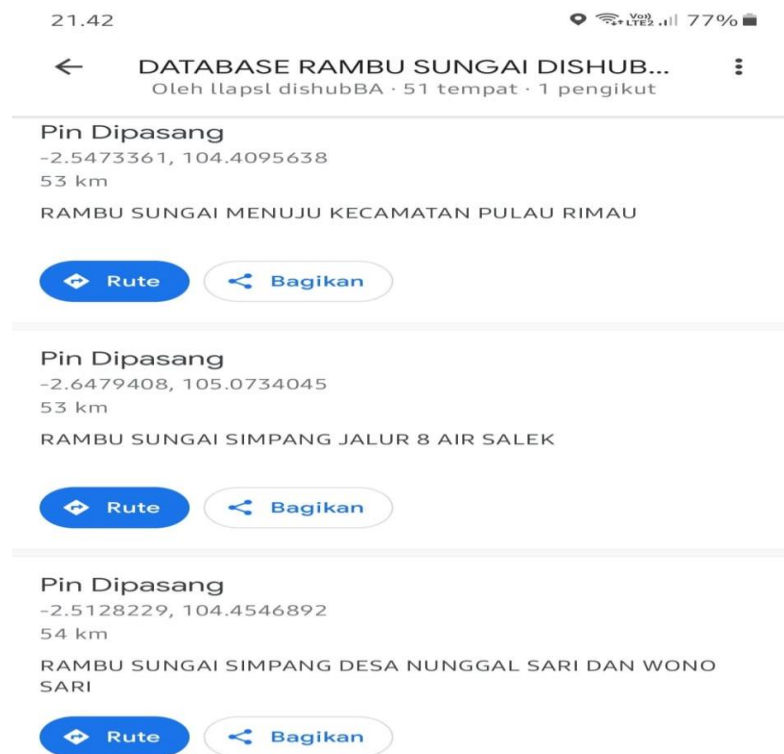 21.42
Vo)) LTE2 77%
DATABASE RAMBU SUNGAI DISHUB...
Oleh llapsl dishubBA · 51 tempat · 1 pengikut
Pin Dipasang
-2.5473361, 104.4095638
53 km
RAMBU SUNGAI MENUJU KECAMATAN PULAU RIMAU
Rute Bagikan
Pin Dipasang
-2.6479408, 105.0734045
53 km
RAMBU SUNGAI SIMPANG JALUR 8 AIR SALEK
Rute Bagikan
Pin Dipasang
-2.5128229, 104.4546892
54 km
RAMBU SUNGAI SIMPANG DESA NUNGGAL SARI DAN WONO
SARI
Rute Bagikan